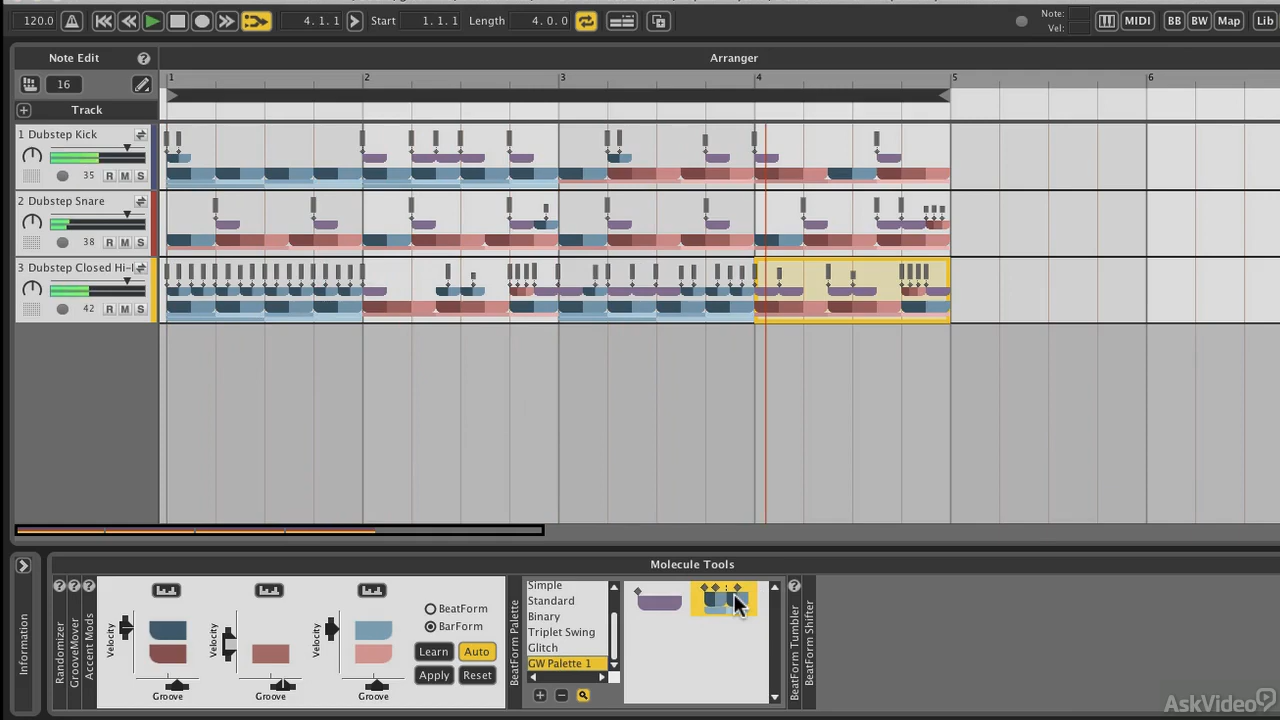 120.0 4. 1. 1 Start 1. 1. 1 Length 4. 0. 0 Note: Vel: MIDI BB BW Map Lib
Note Edit ? Arranger
16 1 2 3 4 5 6
+ Track
1 Dubstep Kick
35 R M S
2 Dubstep Snare
38 R M S
3 Dubstep Closed Hi-
42 R M S
Molecule Tools
Information
Randomizer
GrooveMover
Accent Mods
Velocity
Groove
Velocity
Groove
Velocity
Groove
BeatForm
BarForm
Learn Auto
Apply Reset
BeatForm Palette
Simple
Standard
Binary
Triplet Swing
Glitch
GW Palette 1
BeatForm Tumbler
BeatForm Shifter
AskVideo